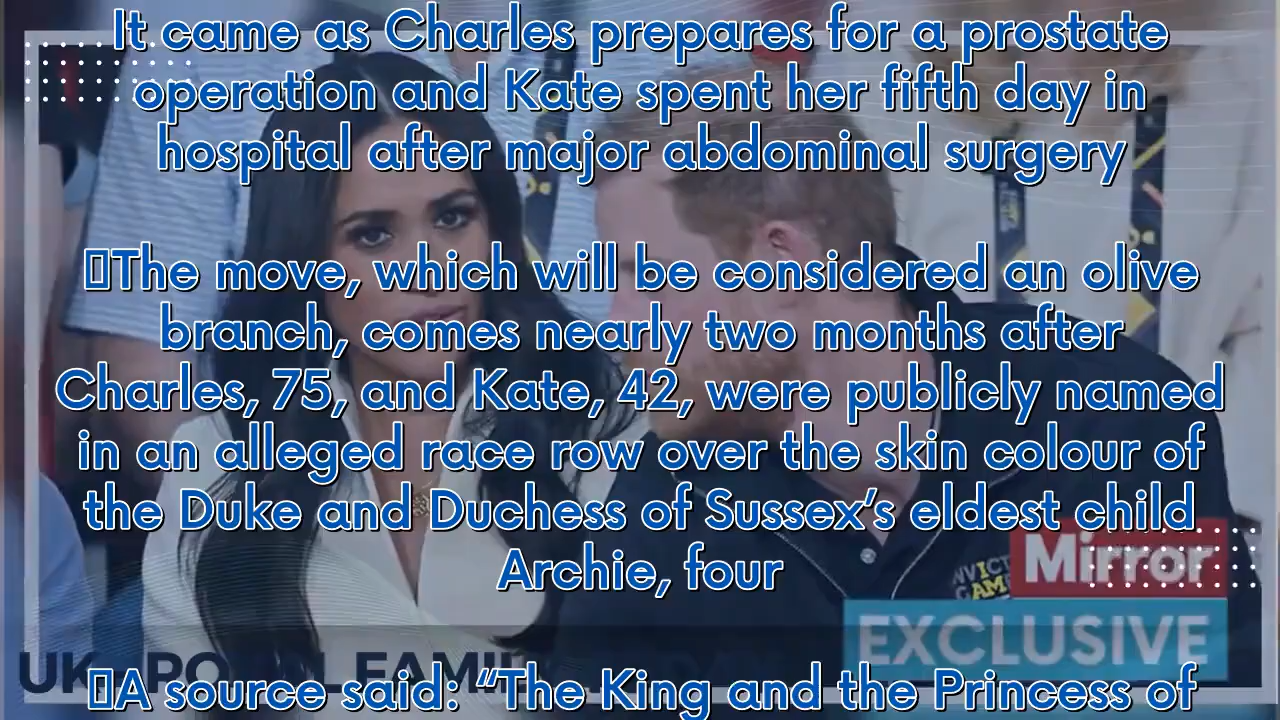 It came as Charles prepares for a prostate
operation and Kate spent her fifth day in
hospital after major abdominal surgery
The move, which will be considered an olive
branch, comes nearly two months after
Charles, 75, and Kate, 42, were publicly named
in an alleged race row over the skin colour of
the Duke and Duchess of Sussex’s eldest child
Archie, four
Mirror
EXCLUSIVE
A source said: “The King and the Princess of